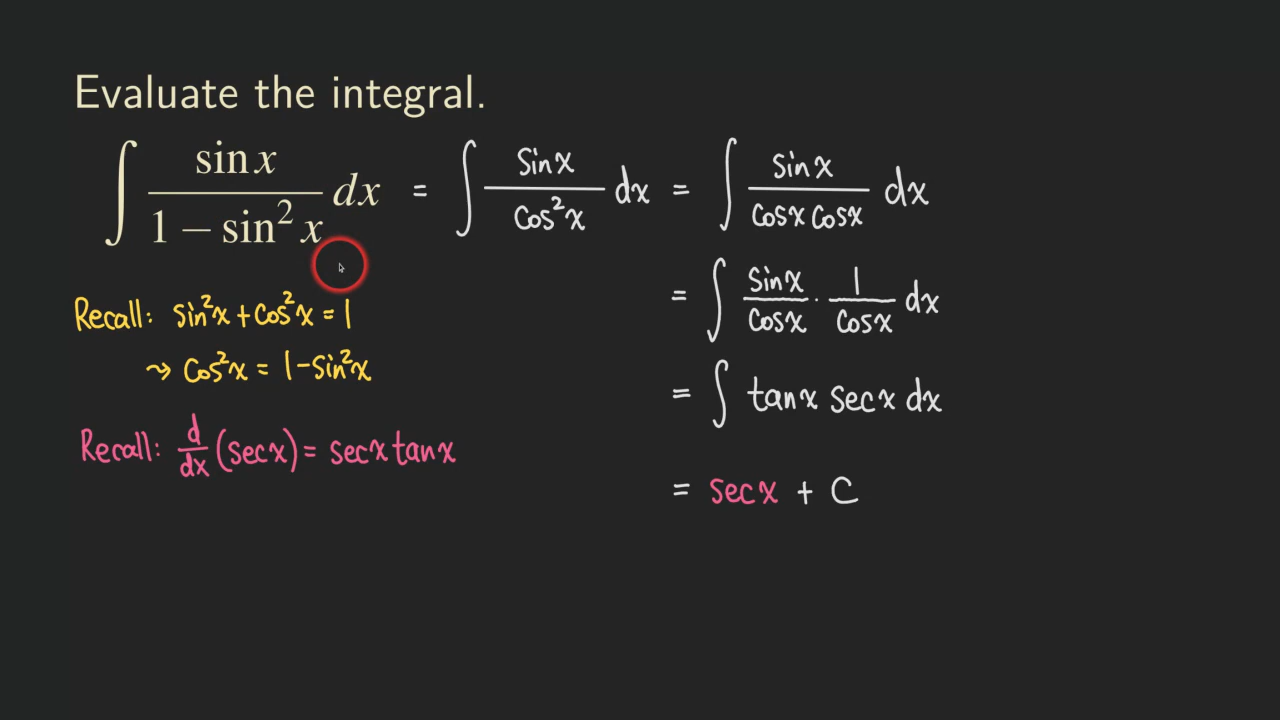 Evaluate the integral.
∫ sin x / (1 − sin² x) dx = ∫ sinx / cos²x dx = ∫ sinx / (cosx cosx) dx
= ∫ sinx/cosx · 1/cosx dx
Recall: sin²x + cos²x = 1
⇝ cos²x = 1 − sin²x
= ∫ tanx secx dx
Recall: d/dx (secx) = secx tanx
= secx + C